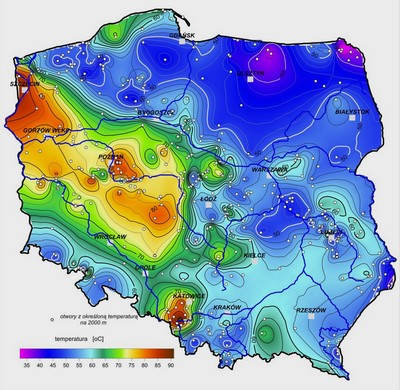 GDAŃSK
OLSZTYN
SZCZECIN
BYDGOSZCZ
BIAŁYSTOK
GORZÓW WLKP.
POZNAŃ
WARSZAWA
ŁÓDŹ
WROCŁAW
LUBLIN
KIELCE
OPOLE
KATOWICE
KRAKÓW
RZESZÓW
otwory z określoną temperaturą
na 2000 m
temperatura [oC]
35 40 45 50 55 60 65 70 75 80 85 90